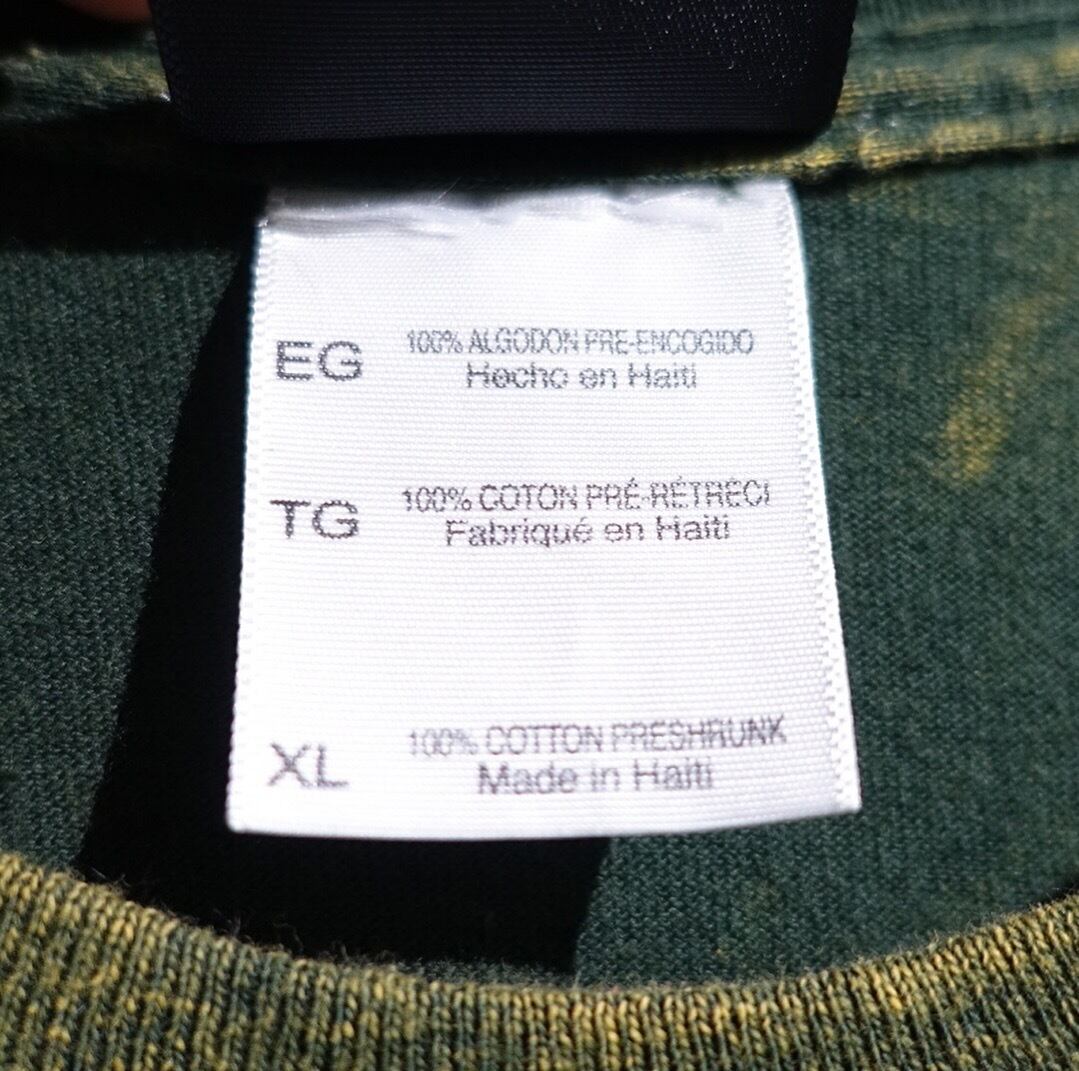 EG 100% ALGODON PRE-ENCOGIDO
Hecho en Haiti
TG 100% COTON PRÉ-RÉTRÉCI
Fabriqué en Haiti
XL 100% COTTON PRESHRUNK
Made in Haiti